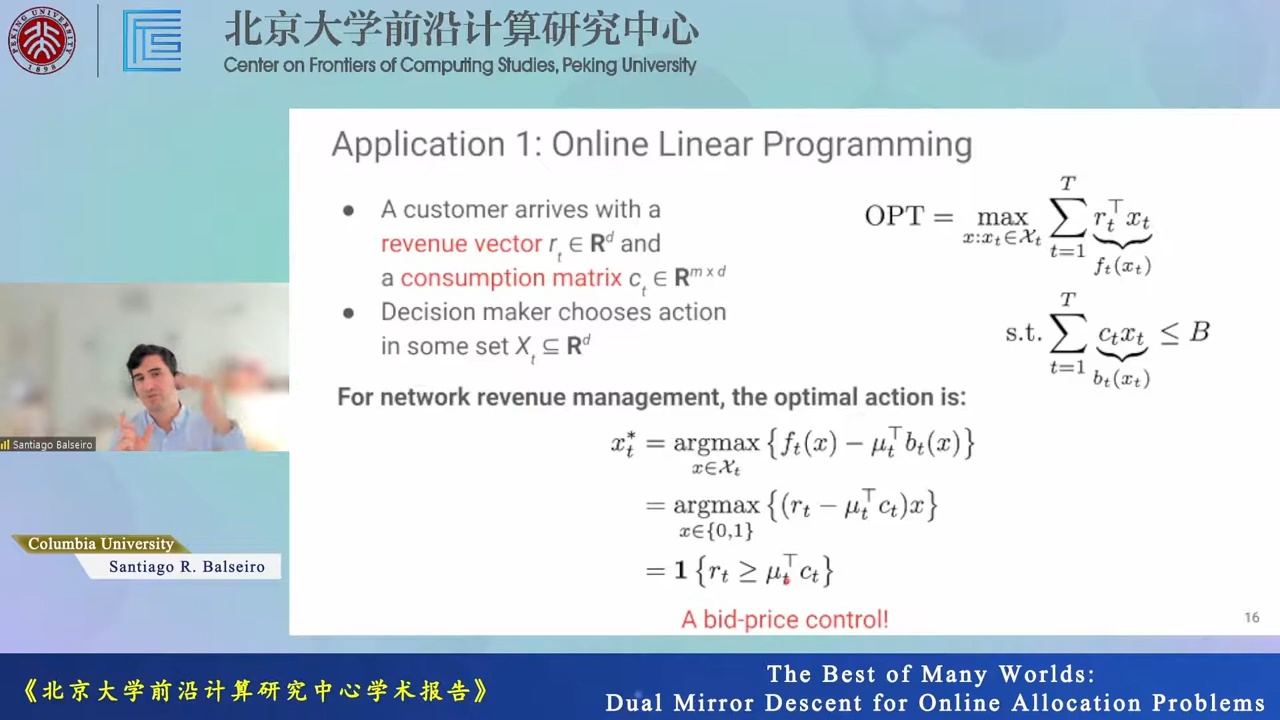 PEKING UNIVERSITY
1898
北京大学前沿计算研究中心
Center on Frontiers of Computing Studies, Peking University
Application 1: Online Linear Programming
● A customer arrives with a
revenue vector r_t ∈ R^d and
a consumption matrix c_t ∈ R^{m x d}
● Decision maker chooses action
in some set X_t ⊆ R^d
OPT = max_{x:x_t∈𝒳_t} ∑_{t=1}^{T} r_t^⊤ x_t
f_t(x_t)
s.t. ∑_{t=1}^{T} c_t x_t ≤ B
b_t(x_t)
For network revenue management, the optimal action is:
x_t^* = argmax_{x∈𝒳_t} {f_t(x) − μ_t^⊤ b_t(x)}
= argmax_{x∈{0,1}} {(r_t − μ_t^⊤ c_t)x}
= 1 {r_t ≥ μ_t^⊤ c_t}
A bid-price control!
16
Santiago Balseiro
Columbia University
Santiago R. Balseiro
《北京大学前沿计算研究中心学术报告》
The Best of Many Worlds:
Dual Mirror Descent for Online Allocation Problems